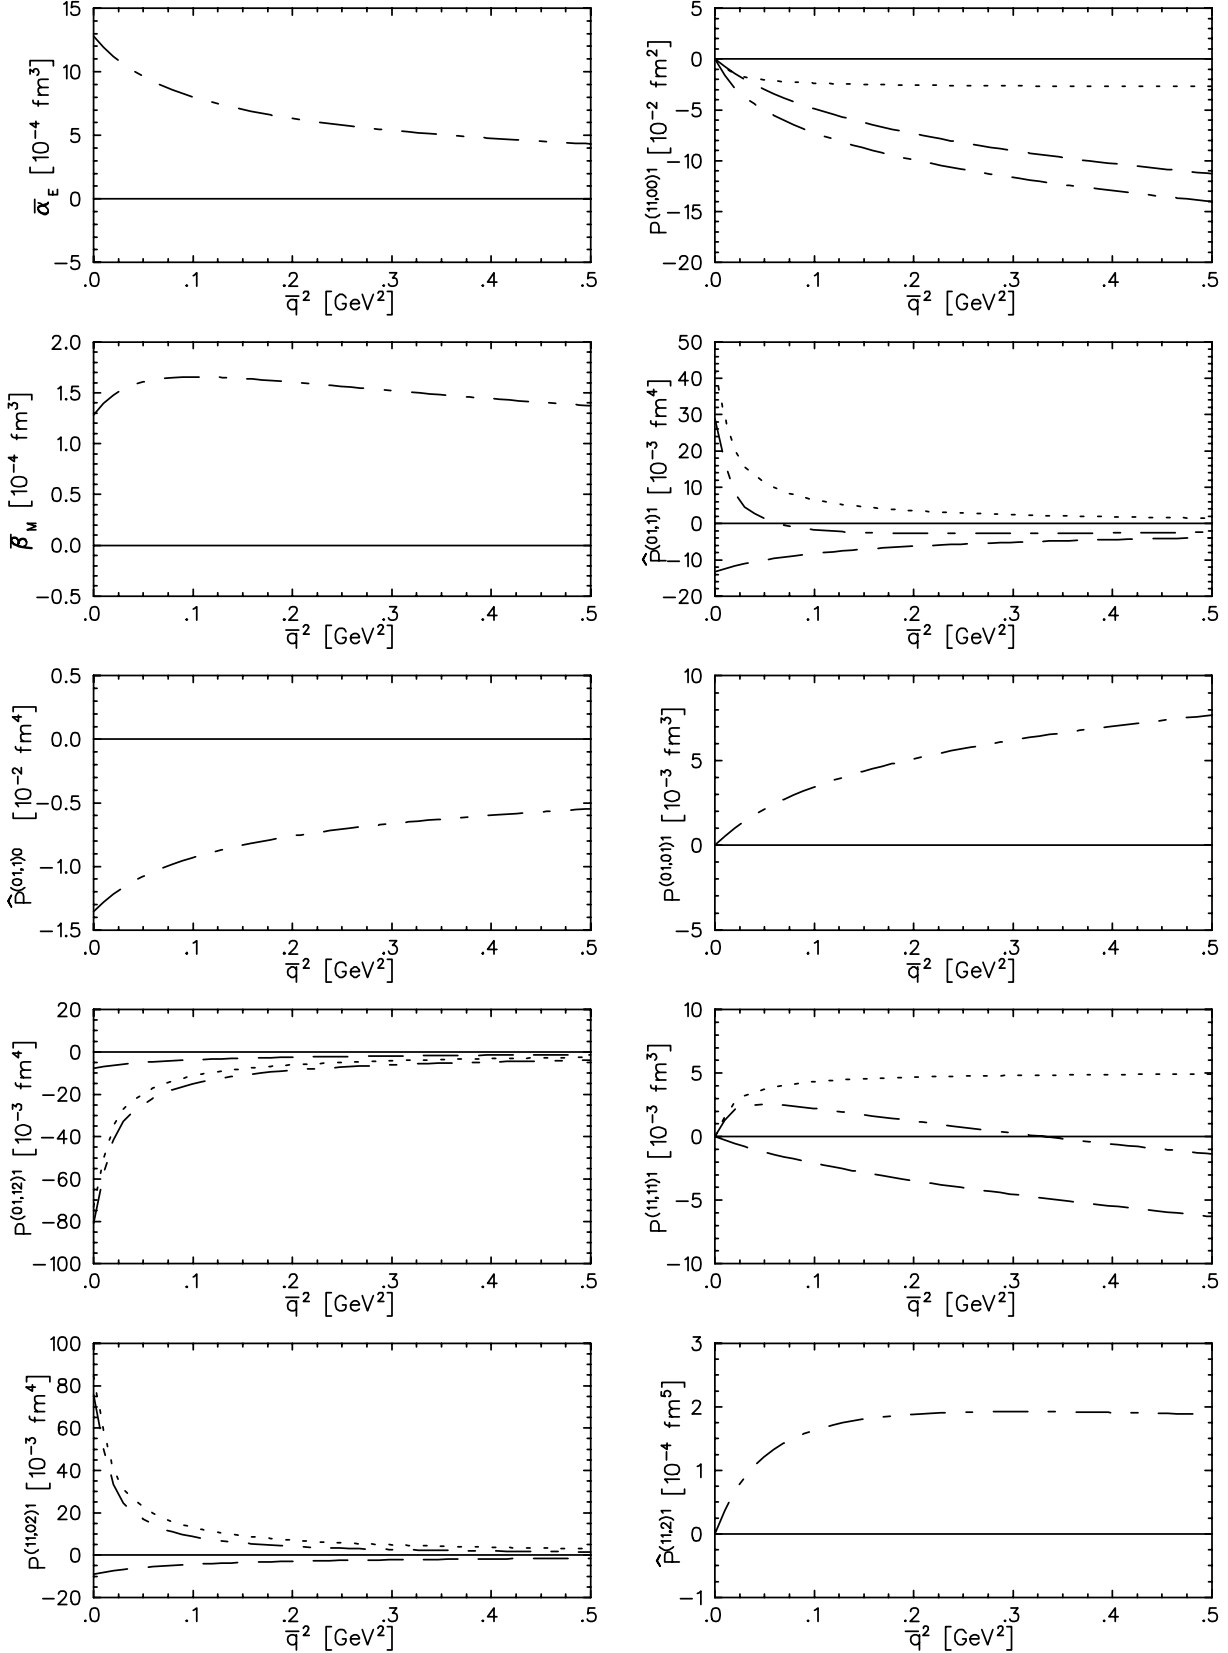 15
10
5
0
−5
ᾱ_E [10⁻⁴ fm³]
.0 .1 .2 .3 .4 .5
q̄² [GeV²]
5
0
−5
−10
−15
−20
P⁽¹¹,⁰⁰⁾¹ [10⁻² fm²]
.0 .1 .2 .3 .4 .5
q̄² [GeV²]
2.0
1.5
1.0
0.5
0.0
−0.5
β̄_M [10⁻⁴ fm³]
.0 .1 .2 .3 .4 .5
q̄² [GeV²]
50
40
30
20
10
0
−10
−20
P̂⁽⁰¹,¹⁾¹ [10⁻³ fm⁴]
.0 .1 .2 .3 .4 .5
q̄² [GeV²]
0.5
0.0
−0.5
−1.0
−1.5
P̂⁽⁰¹,¹⁾⁰ [10⁻² fm⁴]
.0 .1 .2 .3 .4 .5
q̄² [GeV²]
10
5
0
−5
P⁽⁰¹,⁰¹⁾¹ [10⁻³ fm³]
.0 .1 .2 .3 .4 .5
q̄² [GeV²]
20
0
−20
−40
−60
−80
−100
P⁽⁰¹,¹²⁾¹ [10⁻³ fm⁴]
.0 .1 .2 .3 .4 .5
q̄² [GeV²]
10
5
0
−5
−10
P⁽¹¹,¹¹⁾¹ [10⁻³ fm³]
.0 .1 .2 .3 .4 .5
q̄² [GeV²]
100
80
60
40
20
0
−20
P⁽¹¹,⁰²⁾¹ [10⁻³ fm⁴]
.0 .1 .2 .3 .4 .5
q̄² [GeV²]
3
2
1
0
−1
P̂⁽¹¹,²⁾¹ [10⁻⁴ fm⁵]
.0 .1 .2 .3 .4 .5
q̄² [GeV²]